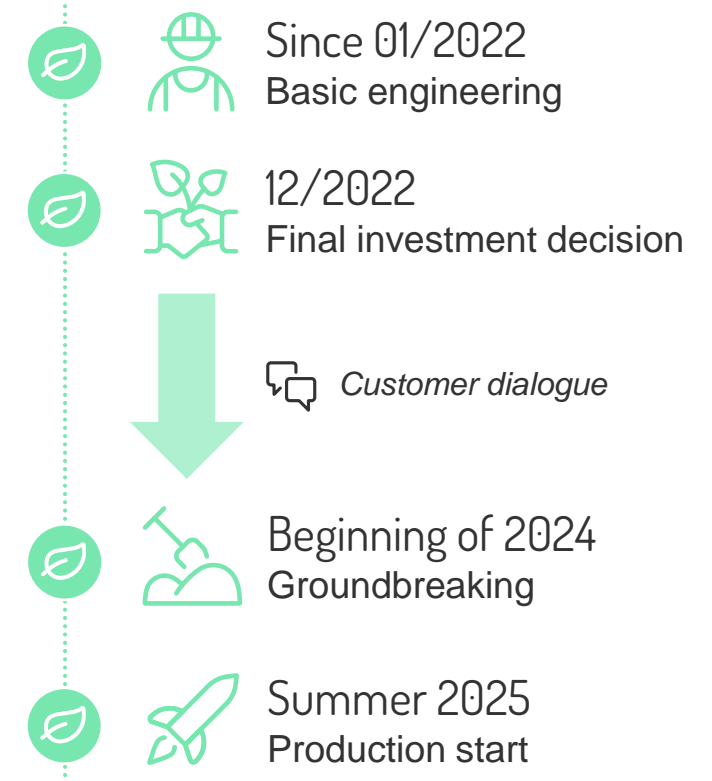 Since 01/2022
Basic engineering
12/2022
Final investment decision
Customer dialogue
Beginning of 2024
Groundbreaking
Summer 2025
Production start